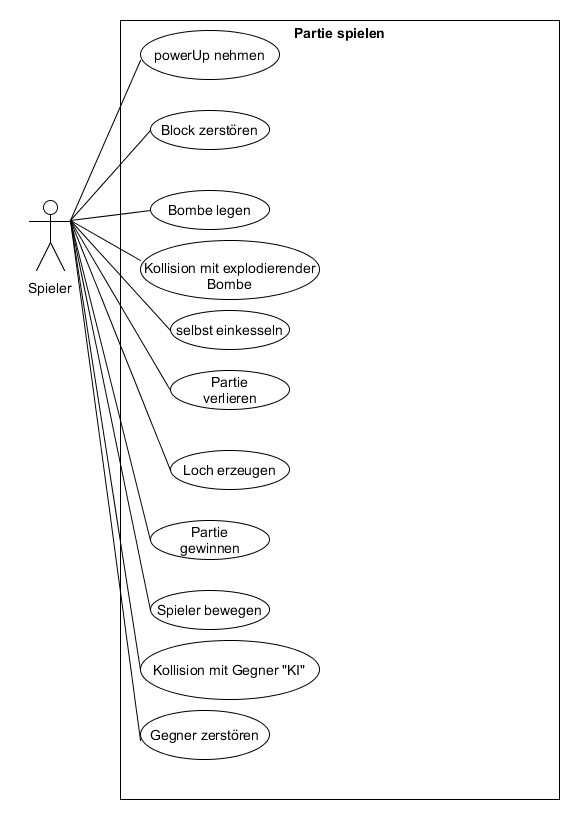 Partie spielen
powerUp nehmen
Block zerstören
Bombe legen
Spieler
Kollision mit explodierender
Bombe
selbst einkesseln
Partie
verlieren
Loch erzeugen
Partie
gewinnen
Spieler bewegen
Kollision mit Gegner "KI"
Gegner zerstören